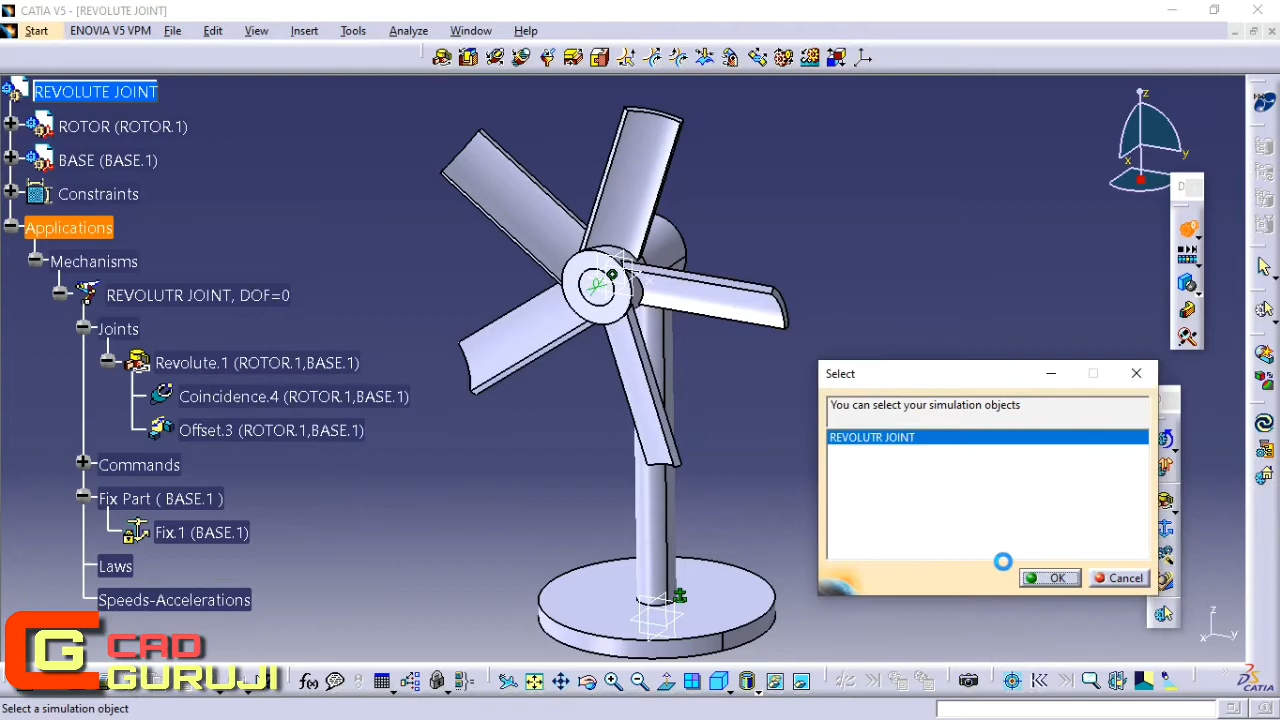 CATIA V5 - [REVOLUTE JOINT]
Start ENOVIA V5 VPM File Edit View Insert Tools Analyze Window Help
REVOLUTE JOINT
ROTOR (ROTOR.1)
BASE (BASE.1)
Constraints
Applications
Mechanisms
REVOLUTR JOINT, DOF=0
Joints
Revolute.1 (ROTOR.1,BASE.1)
Coincidence.4 (ROTOR.1,BASE.1)
Offset.3 (ROTOR.1,BASE.1)
Commands
Fix Part ( BASE.1 )
Fix.1 (BASE.1)
Laws
Speeds-Accelerations
z
x
y
D
Select
You can select your simulation objects
REVOLUTR JOINT
OK Cancel
z
x y
CG CAD
GURUJI
f(x)
CATIA
Select a simulation object